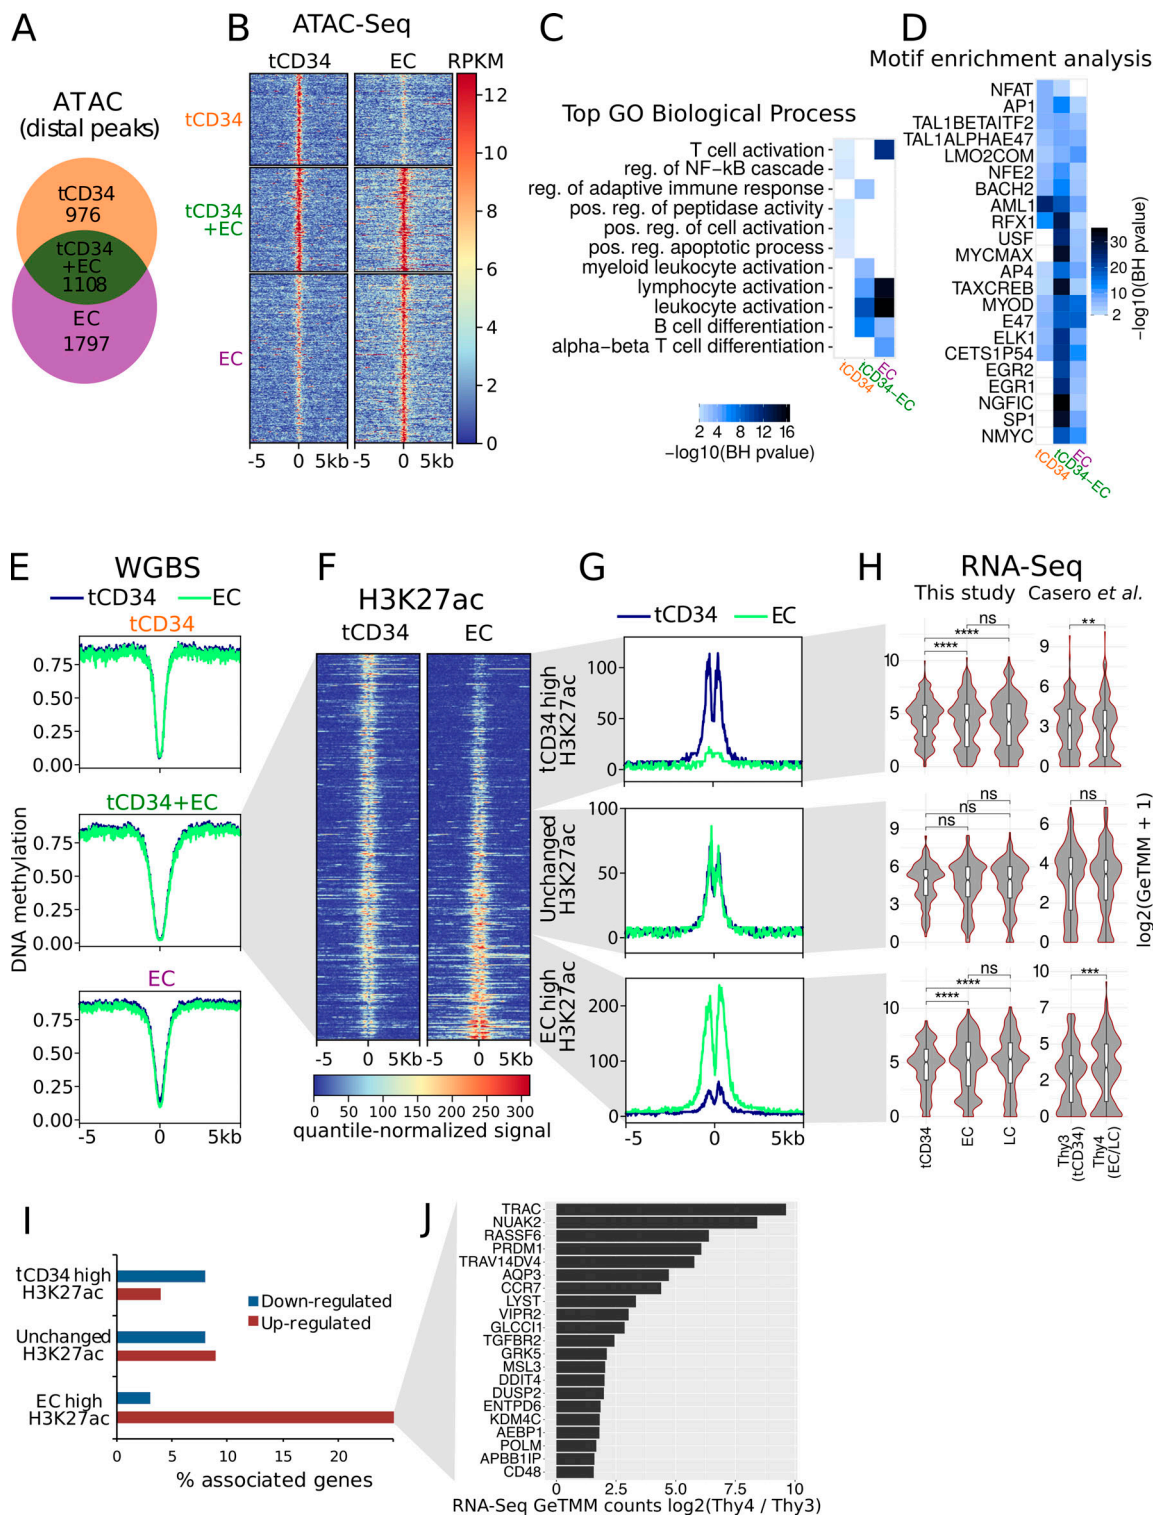 A
ATAC
(distal peaks)
tCD34
976
tCD34
+EC
1108
EC
1797
B
ATAC-Seq
tCD34
EC
RPKM
tCD34
tCD34
+EC
EC
12
10
8
6
4
2
0
-5
0
5kb
-5
0
5kb
C
Top GO Biological Process
T cell activation
reg. of NF-kB cascade
reg. of adaptive immune response
pos. reg. of peptidase activity
pos. reg. of cell activation
pos. reg. apoptotic process
myeloid leukocyte activation
lymphocyte activation
leukocyte activation
B cell differentiation
alpha-beta T cell differentiation
tCD34
tCD34-EC
EC
2 4 8 12 16
-log10(BH pvalue)
D
Motif enrichment analysis
NFAT
AP1
TAL1BETAITF2
TAL1ALPHAE47
LMO2COM
NFE2
BACH2
AML1
RFX1
USF
MYCMAX
AP4
TAXCREB
MYOD
E47
ELK1
CETS1P54
EGR2
EGR1
NGFIC
SP1
NMYC
tCD34
tCD34-EC
EC
30
20
10
2
-log10(BH pvalue)
E
WGBS
tCD34
EC
tCD34
0.75
0.50
0.25
0.00
tCD34+EC
0.75
0.50
0.25
0.00
EC
0.75
0.50
0.25
0.00
-5
0
5kb
DNA methylation
F
H3K27ac
tCD34
EC
-5
0
5Kb
-5
0
5Kb
0 50 100 150 200 250 300
quantile-normalized signal
G
tCD34
EC
tCD34 high
H3K27ac
100
50
0
Unchanged
H3K27ac
100
50
0
EC high
H3K27ac
200
100
0
-5
0
5kb
H
RNA-Seq
This study
Casero et al.
ns
****
****
10
5
0
**
9
6
3
0
ns
ns
ns
9
6
3
0
ns
6
4
2
0
ns
****
****
10
5
0
***
10
7
5
2
0
log2(GeTMM + 1)
tCD34
EC
LC
Thy3
(tCD34)
Thy4
(EC/LC)
I
tCD34 high
H3K27ac
Unchanged
H3K27ac
EC high
H3K27ac
Down-regulated
Up-regulated
0 5 10 15 20
% associated genes
J
TRAC
NUAK2
RASSF6
PRDM1
TRAV14DV4
AQP3
CCR7
LYST
VIPR2
GLCCI1
TGFBR2
GRK5
MSL3
DDIT4
DUSP2
ENTPD6
KDM4C
AEBP1
POLM
APBB1IP
CD48
0 2.5 5.0 7.5 10
RNA-Seq GeTMM counts log2(Thy4 / Thy3)